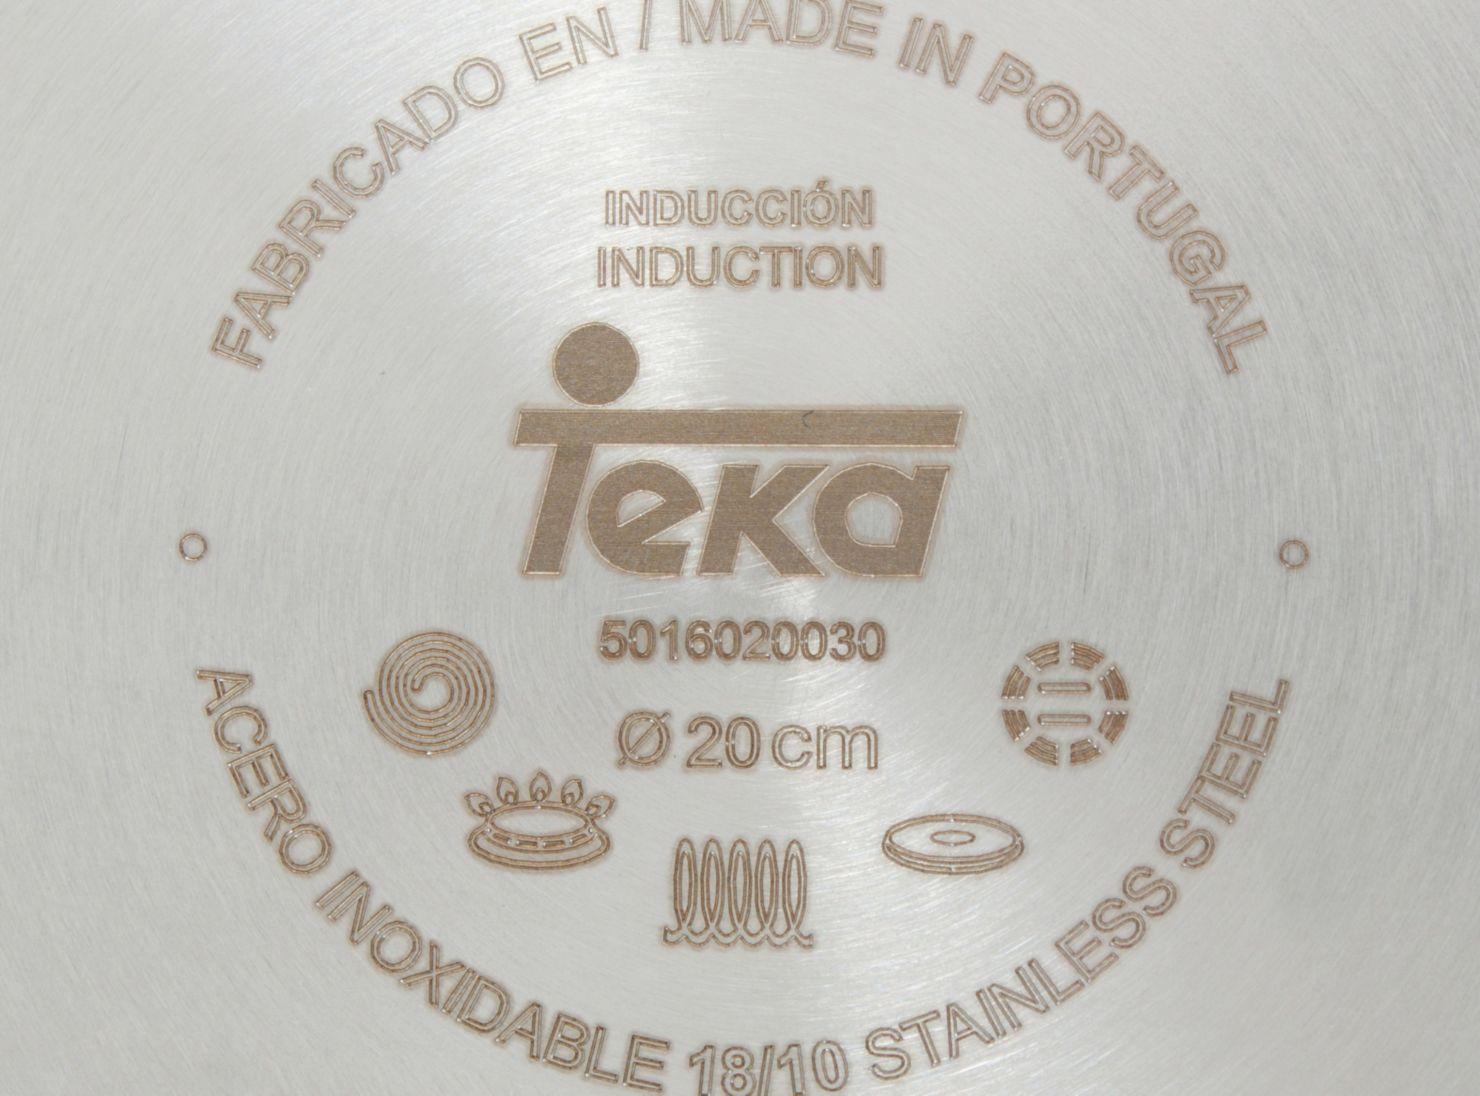 FABRICADO EN / MADE IN PORTUGAL
INDUCCIÓN
INDUCTION
Teka
5016020030
Ø 20 cm
ACERO INOXIDABLE 18/10 STAINLESS STEEL